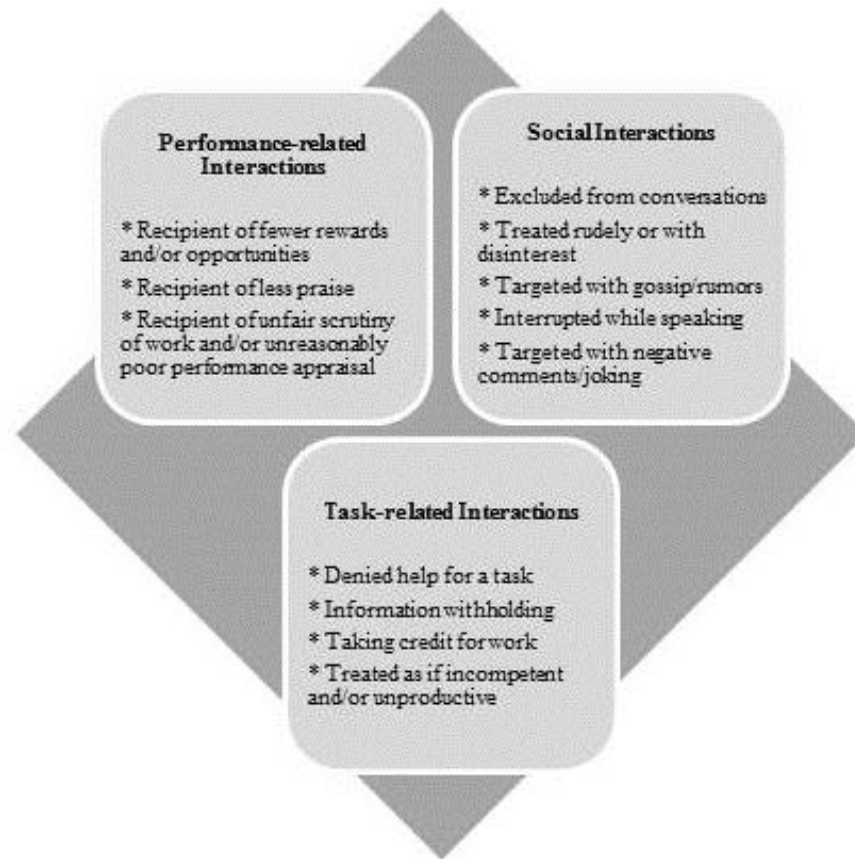 Performance-related
Interactions
* Recipient of fewer rewards
and/or opportunities
* Recipient of less praise
* Recipient of unfair scrutiny
of work and/or unreasonably
poor performance appraisal
Social Interactions
* Excluded from conversations
* Treated rudely or with
disinterest
* Targeted with gossip/rumors
* Interrupted while speaking
* Targeted with negative
comments/joking
Task-related Interactions
* Denied help for a task
* Information withholding
* Taking credit for work
* Treated as if incompetent
and/or unproductive